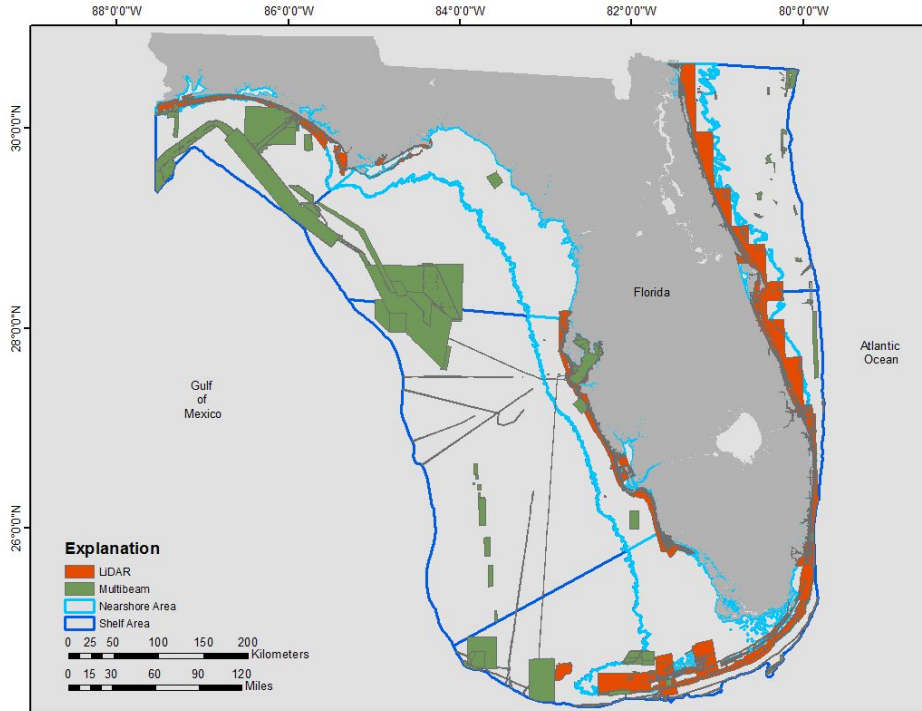 88°0'0"W
86°0'0"W
84°0'0"W
82°0'0"W
80°0'0"W
30°0'0"N
28°0'0"N
26°0'0"N
Florida
Atlantic
Ocean
Gulf
of
Mexico
Explanation
LiDAR
Multibeam
Nearshore Area
Shelf Area
0 25 50 100 150 200
Kilometers
0 15 30 60 90 120
Miles